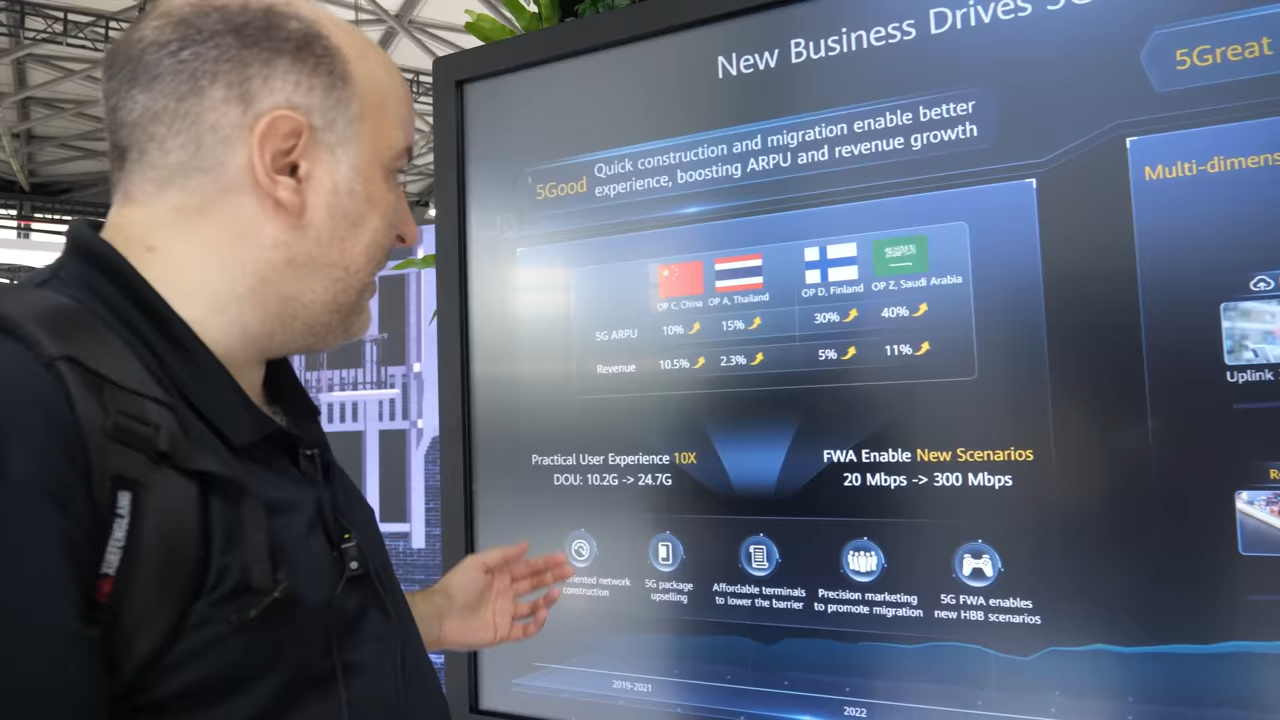 New Business Drives 5G
5Great
5Good
Quick construction and migration enable better
experience, boosting ARPU and revenue growth
Multi-dimens
OP C, China
OP A, Thailand
OP D, Finland
OP Z, Saudi Arabia
5G ARPU
10%
15%
30%
40%
Revenue
10.5%
2.3%
5%
11%
Uplink
Practical User Experience 10X
DOU: 10.2G -> 24.7G
FWA Enable New Scenarios
20 Mbps -> 300 Mbps
oriented network
construction
5G package
upselling
Affordable terminals
to lower the barrier
Precision marketing
to promote migration
5G FWA enables
new HBB scenarios
2019-2021
2022